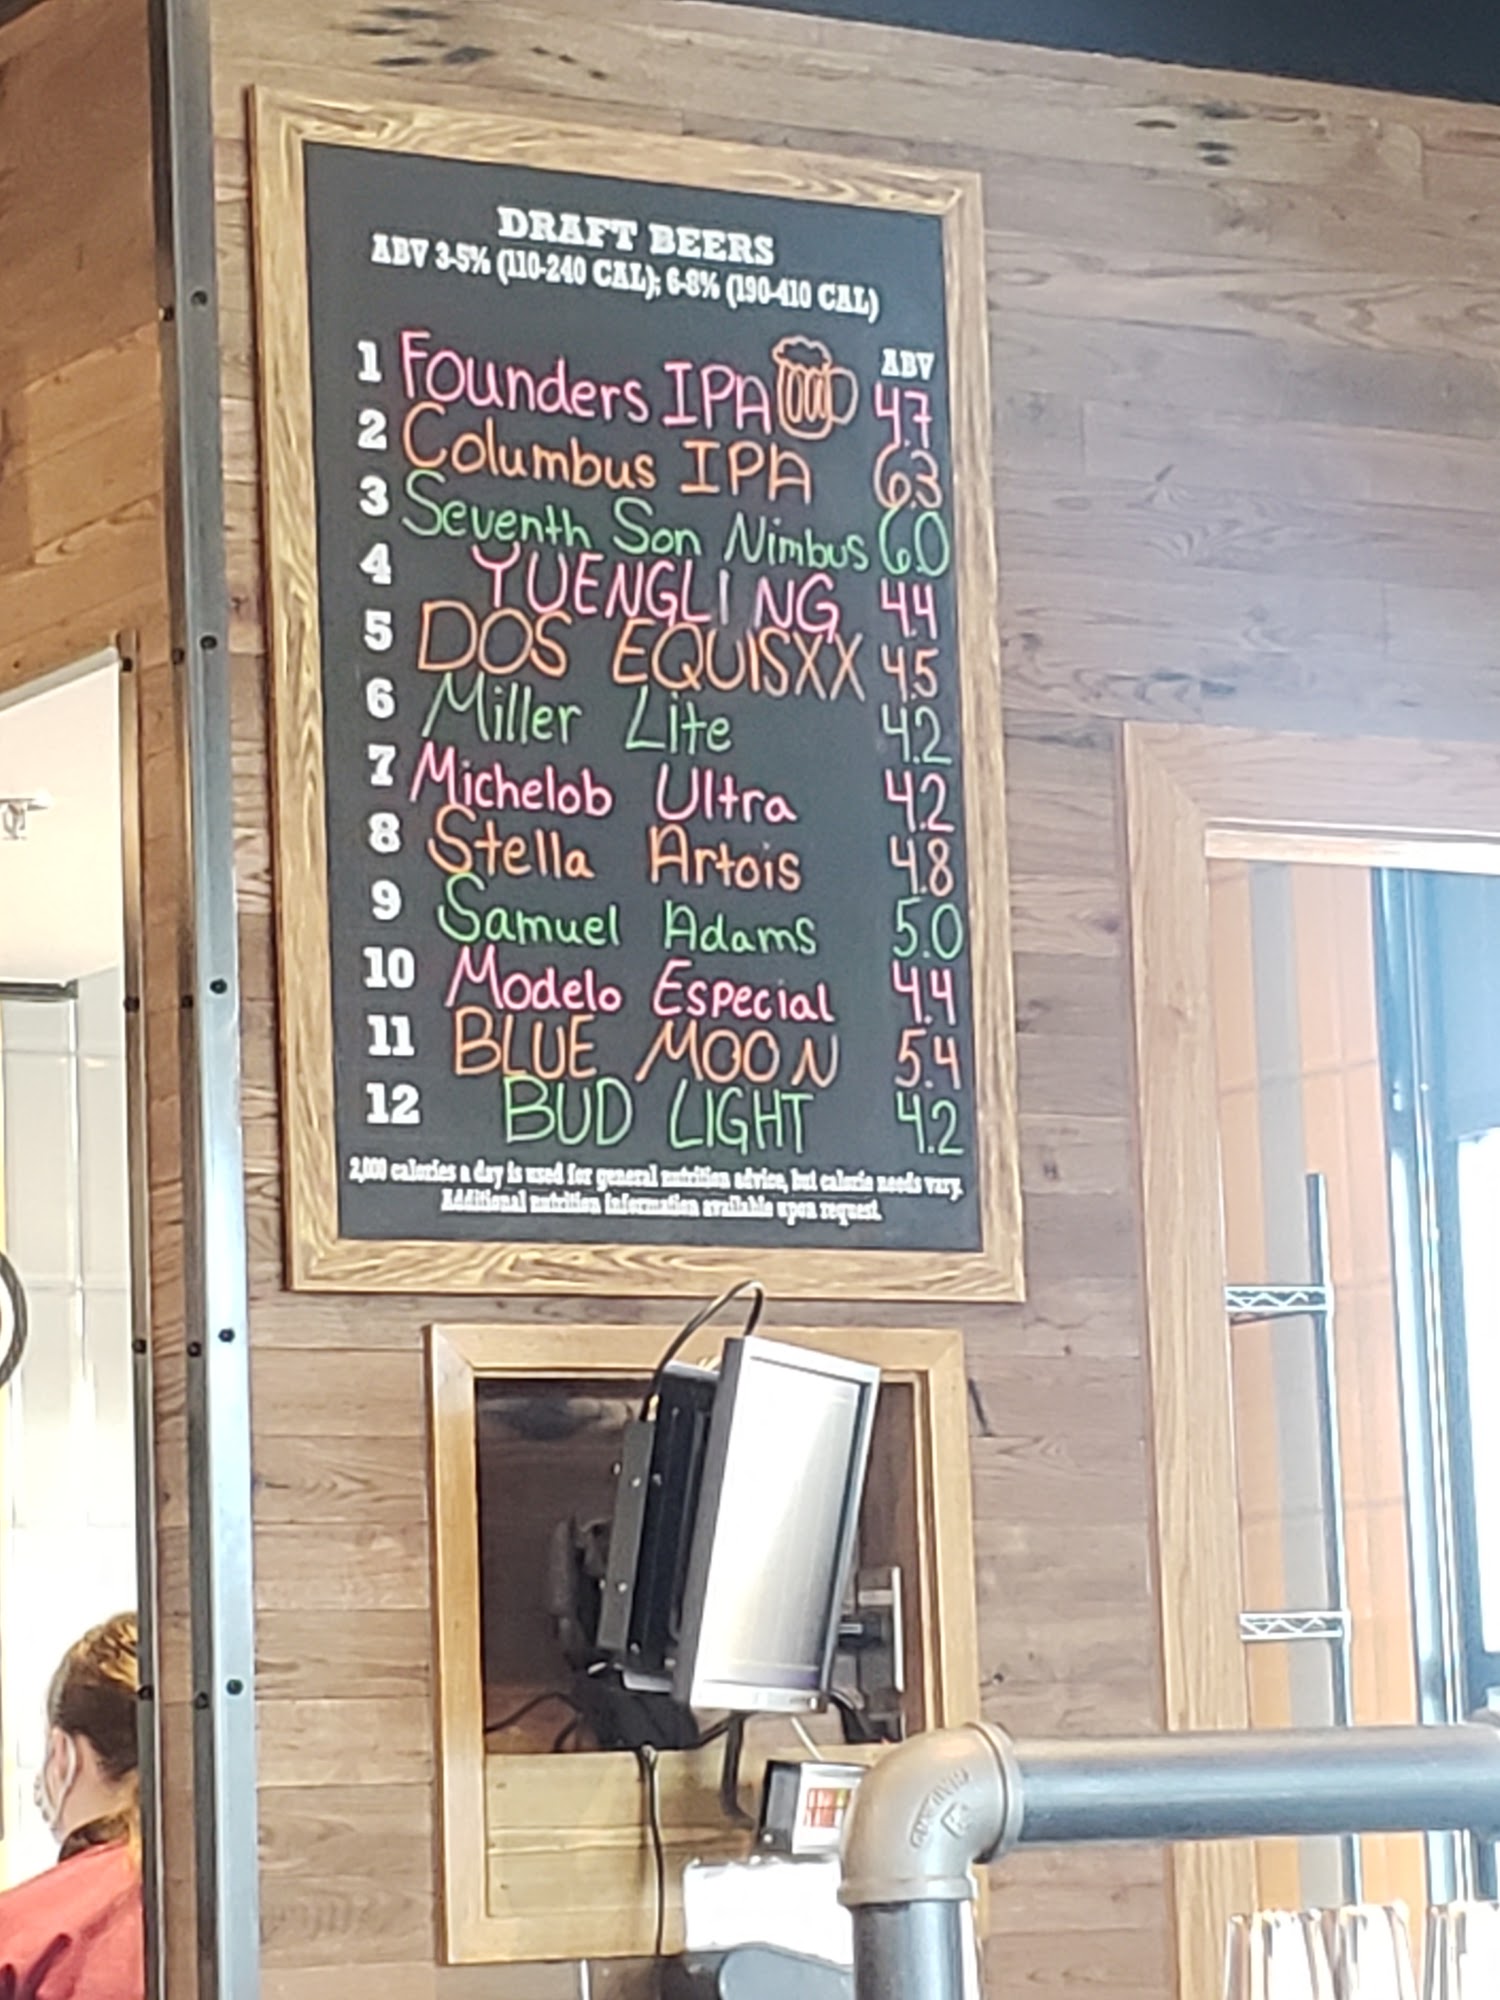 DRAFT BEERS
ABV 3-5% (110-240 CAL); 6-8% (190-410 CAL)
ABV
1 Founders IPA 4.7
2 Columbus IPA 6.3
3 Seventh Son Nimbus 6.0
4 YUENGLING 4.4
5 DOS EQUISXX 4.5
6 Miller Lite 4.2
7 Michelob Ultra 4.2
8 Stella Artois 4.8
9 Samuel Adams 5.0
10 Modelo Especial 4.4
11 BLUE MOON 5.4
12 BUD LIGHT 4.2
2,000 calories a day is used for general nutrition advice, but calorie needs vary.
Additional nutrition information available upon request.